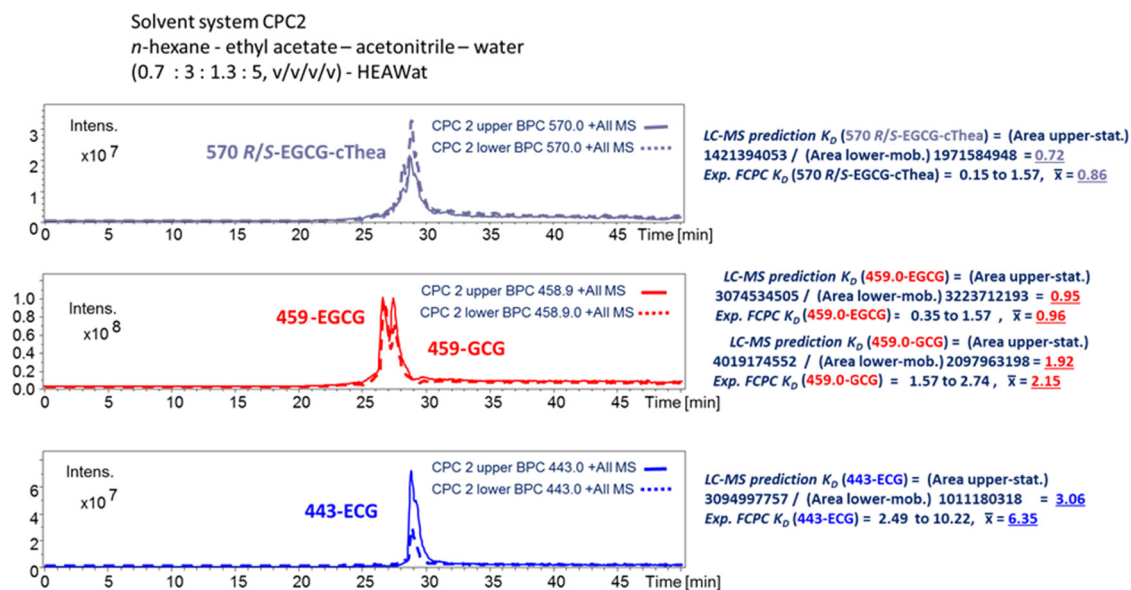 Solvent system CPC2
n-hexane - ethyl acetate – acetonitrile – water
(0.7 : 3 : 1.3 : 5, v/v/v/v) - HEAWat
Intens.
x10 7
3
2
1
0
570 R/S-EGCG-cThea
CPC 2 upper BPC 570.0 +All MS
CPC 2 lower BPC 570.0 +All MS
0 5 10 15 20 25 30 35 40 45 Time [min]
LC-MS prediction KD (570 R/S-EGCG-cThea) = (Area upper-stat.)
1421394053 / (Area lower-mob.) 1971584948 = 0.72
Exp. FCPC KD (570 R/S-EGCG-cThea) = 0.15 to 1.57, x̄ = 0.86
Intens.
x10 8
1.0
0.8
0.6
0.4
0.2
0.0
459-EGCG
459-GCG
CPC 2 upper BPC 458.9 +All MS
CPC 2 lower BPC 458.9.0 +All MS
0 5 10 15 20 25 30 35 40 45 Time [min]
LC-MS prediction KD (459.0-EGCG) = (Area upper-stat.)
3074534505 / (Area lower-mob.) 3223712193 = 0.95
Exp. FCPC KD (459.0-EGCG) = 0.35 to 1.57 , x̄ = 0.96
LC-MS prediction KD (459.0-GCG) = (Area upper-stat.)
4019174552 / (Area lower-mob.) 2097963198 = 1.92
Exp. FCPC KD (459.0-GCG) = 1.57 to 2.74 , x̄ = 2.15
Intens.
x10 7
6
4
2
0
443-ECG
CPC 2 upper BPC 443.0 +All MS
CPC 2 lower BPC 443.0 +All MS
0 5 10 15 20 25 30 35 40 45 Time [min]
LC-MS prediction KD (443-ECG) = (Area upper-stat.)
3094997757 / (Area lower-mob.) 1011180318 = 3.06
Exp. FCPC KD (443-ECG) = 2.49 to 10.22, x̄ = 6.35